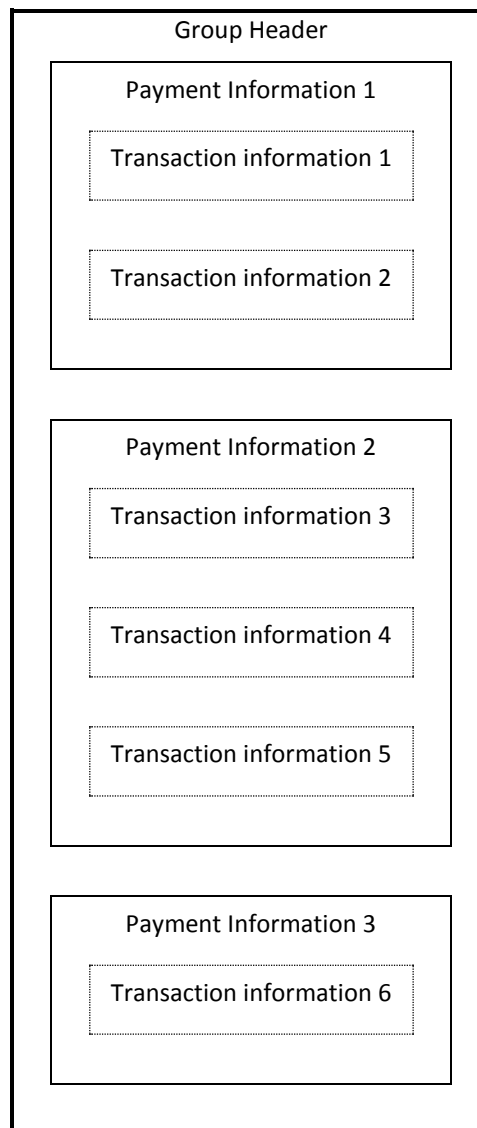 Group Header
Payment Information 1
Transaction information 1
Transaction information 2
Payment Information 2
Transaction information 3
Transaction information 4
Transaction information 5
Payment Information 3
Transaction information 6